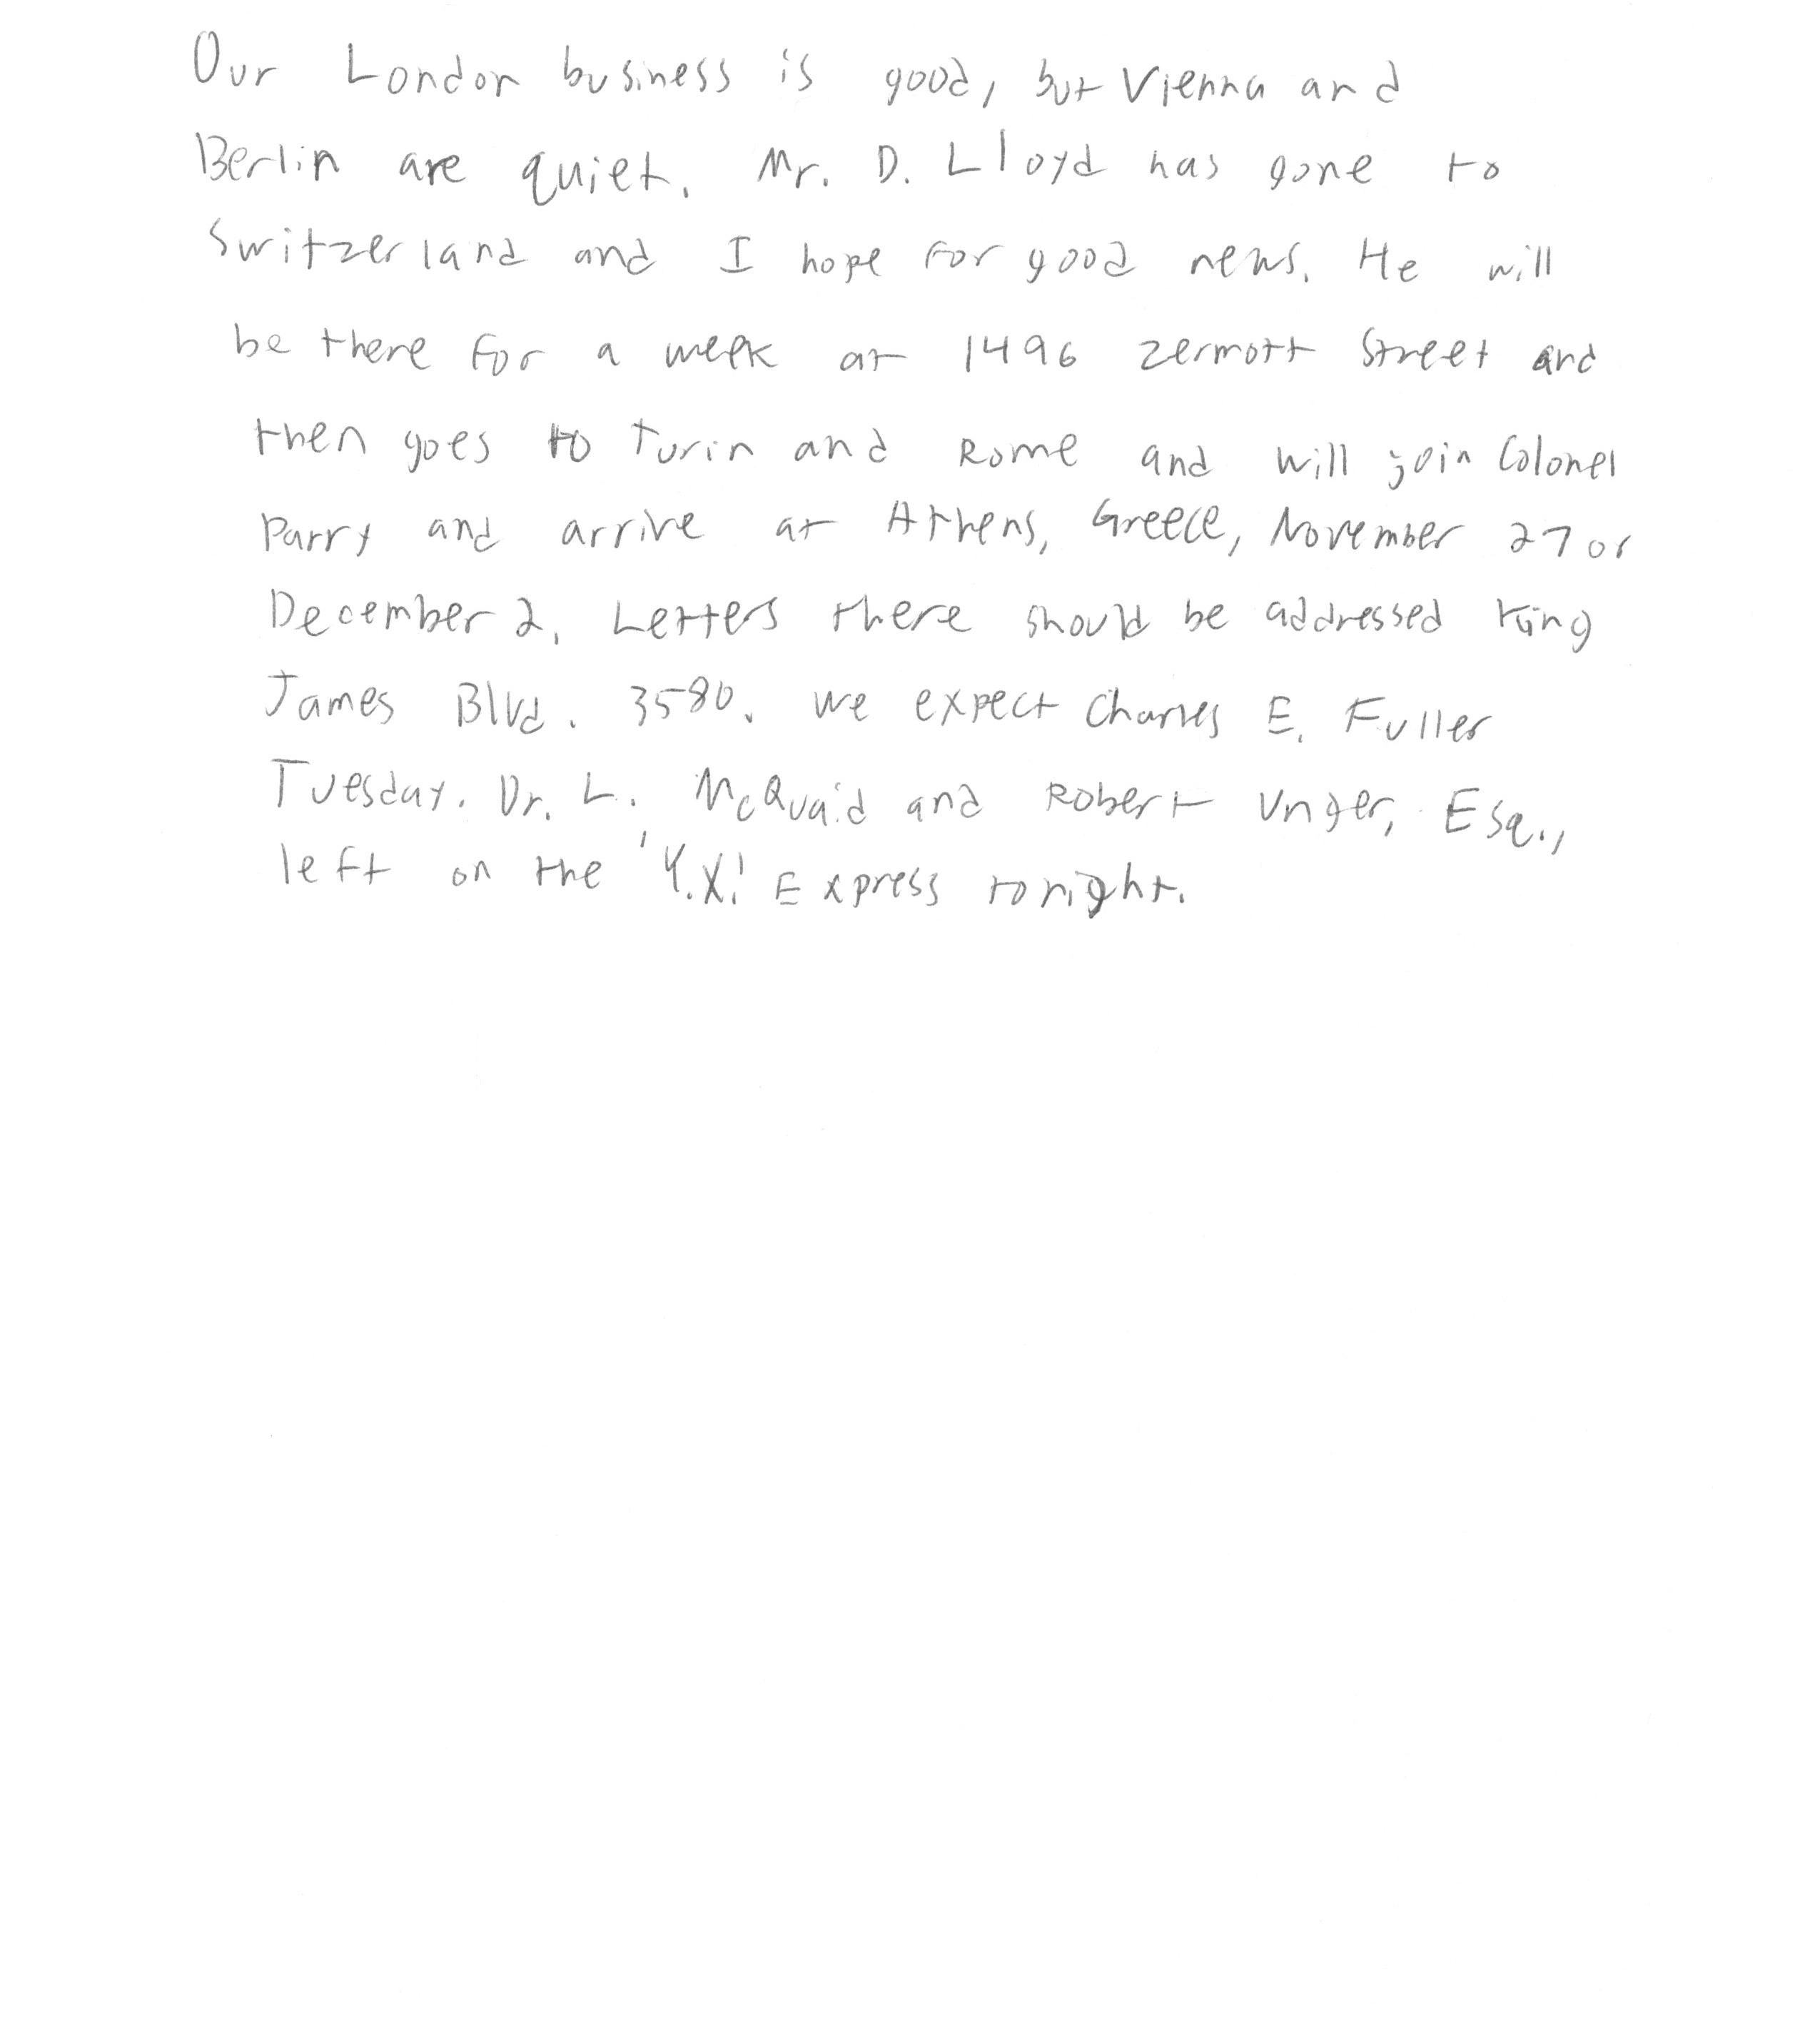 Our London business is good, but Vienna and
Berlin are quiet. Mr. D. Lloyd has gone to
Switzerland and I hope for good news. He will
be there for a week at 1496 Zermott Street and
then goes to Turin and Rome and will join Colonel
Parry and arrive at Athens, Greece, November 27 or
December 2. Letters there should be addressed King
James Blvd. 3580. We expect Charles E. Fuller
Tuesday. Dr. L. McQuaid and Robert Unger, Esq.,
left on the 'Y.X.' Express tonight.